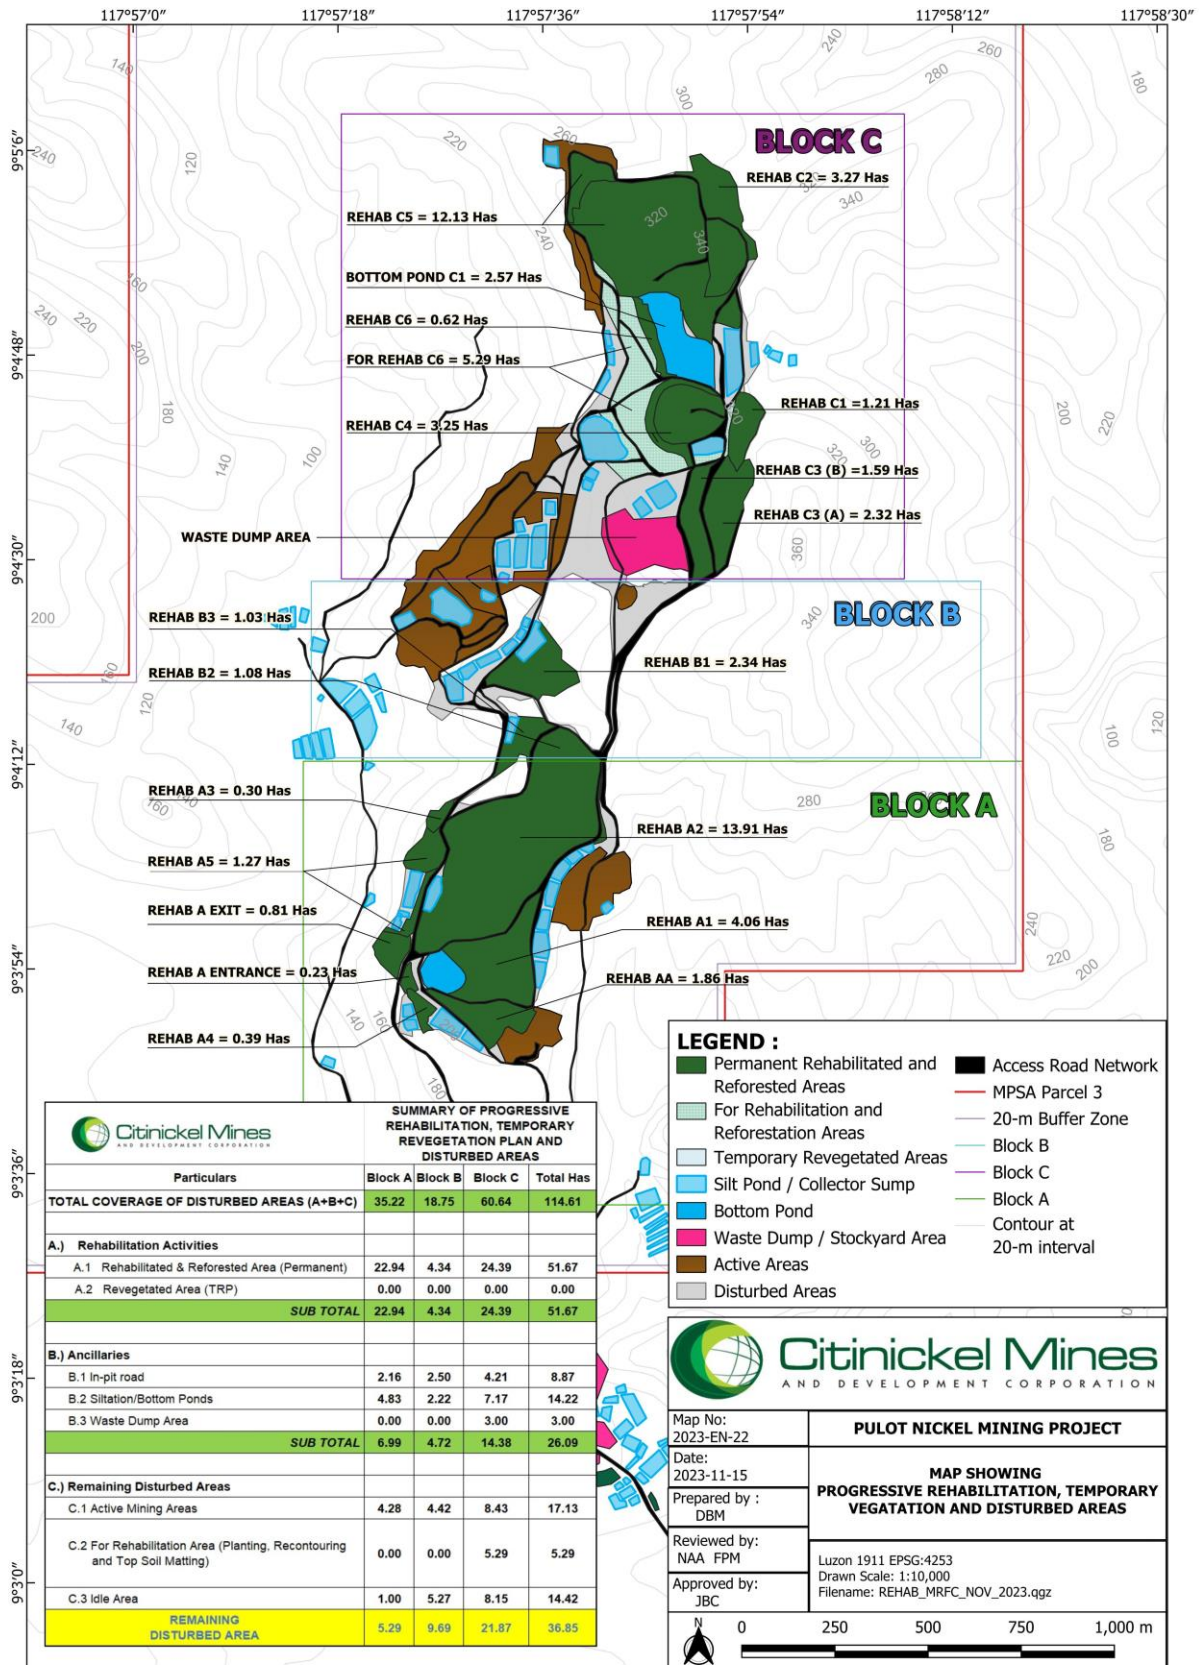 117°57'0"
117°57'18"
117°57'36"
117°57'54"
117°58'12"
117°58'30"
9°5'6"
9°4'48"
9°4'30"
9°4'12"
9°3'54"
9°3'36"
9°3'18"
9°3'0"
BLOCK C
REHAB C2 = 3.27 Has
REHAB C5 = 12.13 Has
BOTTOM POND C1 = 2.57 Has
REHAB C6 = 0.62 Has
FOR REHAB C6 = 5.29 Has
REHAB C1 =1.21 Has
REHAB C4 = 3.25 Has
REHAB C3 (B) =1.59 Has
REHAB C3 (A) = 2.32 Has
WASTE DUMP AREA
BLOCK B
REHAB B3 = 1.03 Has
REHAB B1 = 2.34 Has
REHAB B2 = 1.08 Has
BLOCK A
REHAB A3 = 0.30 Has
REHAB A2 = 13.91 Has
REHAB A5 = 1.27 Has
REHAB A EXIT = 0.81 Has
REHAB A1 = 4.06 Has
REHAB A ENTRANCE = 0.23 Has
REHAB AA = 1.86 Has
REHAB A4 = 0.39 Has
LEGEND :
Permanent Rehabilitated and
Reforested Areas
For Rehabilitation and
Reforestation Areas
Temporary Revegetated Areas
Silt Pond / Collector Sump
Bottom Pond
Waste Dump / Stockyard Area
Active Areas
Disturbed Areas
Access Road Network
MPSA Parcel 3
20-m Buffer Zone
Block B
Block C
Block A
Contour at
20-m interval
Citinickel Mines
AND DEVELOPMENT CORPORATION
SUMMARY OF PROGRESSIVE
REHABILITATION, TEMPORARY
REVEGETATION PLAN AND
DISTURBED AREAS
Particulars Block A Block B Block C Total Has
TOTAL COVERAGE OF DISTURBED AREAS (A+B+C) 35.22 18.75 60.64 114.61
A.) Rehabilitation Activities
A.1 Rehabilitated & Reforested Area (Permanent) 22.94 4.34 24.39 51.67
A.2 Revegetated Area (TRP) 0.00 0.00 0.00 0.00
SUB TOTAL 22.94 4.34 24.39 51.67
B.) Ancillaries
B.1 In-pit road 2.16 2.50 4.21 8.87
B.2 Siltation/Bottom Ponds 4.83 2.22 7.17 14.22
B.3 Waste Dump Area 0.00 0.00 3.00 3.00
SUB TOTAL 6.99 4.72 14.38 26.09
C.) Remaining Disturbed Areas
C.1 Active Mining Areas 4.28 4.42 8.43 17.13
C.2 For Rehabilitation Area (Planting, Recontouring
and Top Soil Matting) 0.00 0.00 5.29 5.29
C.3 Idle Area 1.00 5.27 8.15 14.42
REMAINING
DISTURBED AREA 5.29 9.69 21.87 36.85
Citinickel Mines
AND DEVELOPMENT CORPORATION
Map No:
2023-EN-22
PULOT NICKEL MINING PROJECT
Date:
2023-11-15
MAP SHOWING
PROGRESSIVE REHABILITATION, TEMPORARY
VEGATATION AND DISTURBED AREAS
Prepared by :
DBM
Reviewed by:
NAA FPM
Approved by:
JBC
Luzon 1911 EPSG:4253
Drawn Scale: 1:10,000
Filename: REHAB_MRFC_NOV_2023.qgz
N
0 250 500 750 1,000 m